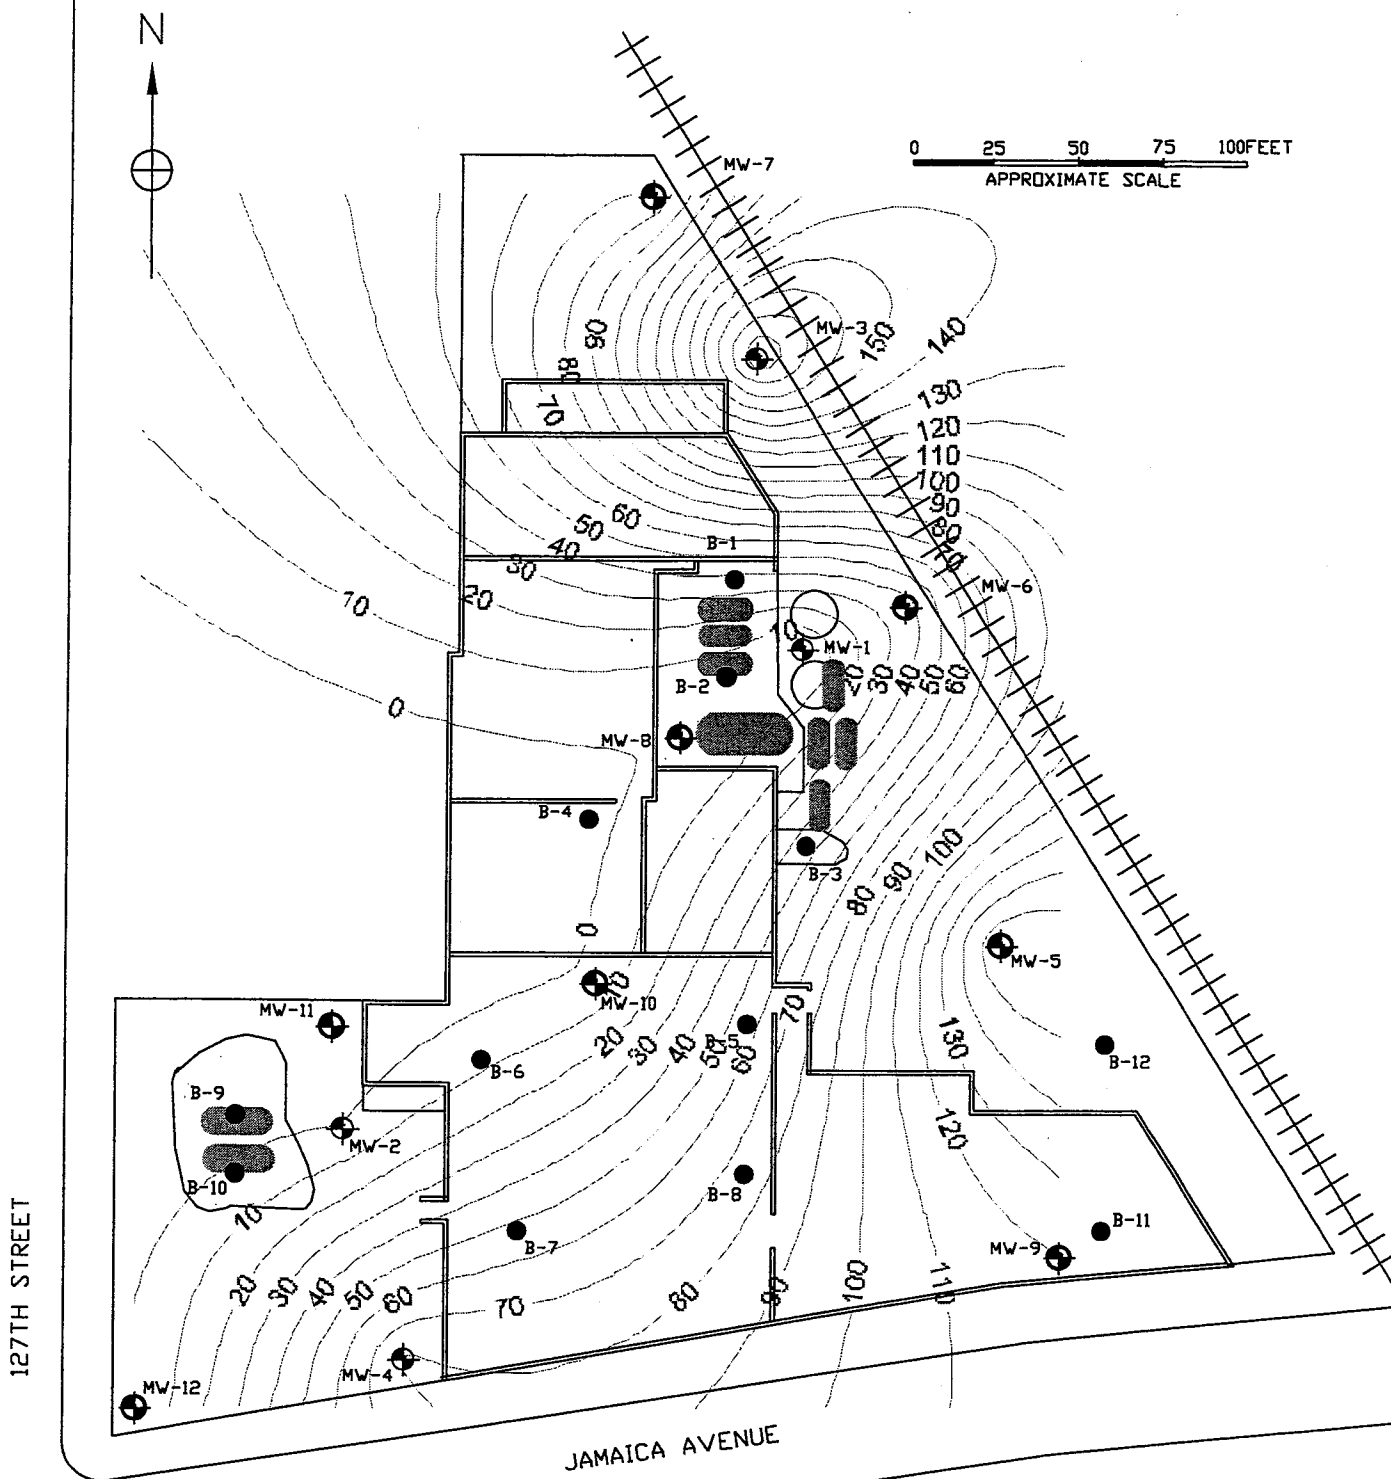 N
0 25 50 75 100FEET
APPROXIMATE SCALE
MW-7
MW-3
150
140
90
80
70
130
120
110
100
90
80
70
60
50
40
30
20
10
0
B-1
MW-6
10
MW-1
20 30 40 50 60
B-2
MW-8
B-4
B-3
100
90
80
0
MW-5
10
MW-10
MW-11
70
B-5
20 30 40 50 60
130
B-12
B-6
B-9
MW-2
120
B-10
B-8
10
B-7
B-11
MW-9
20 30 40 50 60
70
80
90
100
110
MW-4
MW-12
127TH STREET
JAMAICA AVENUE